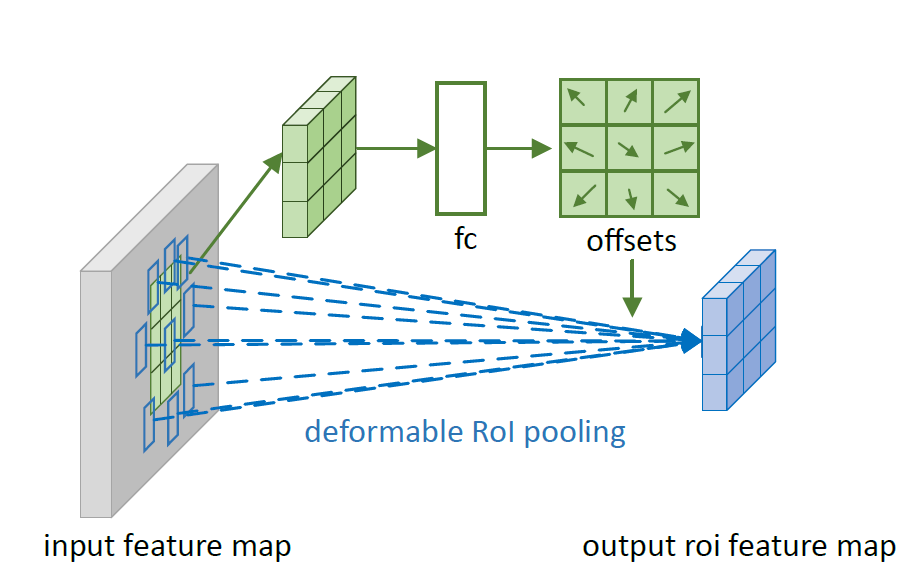 fc
offsets
deformable RoI pooling
input feature map
output roi feature map